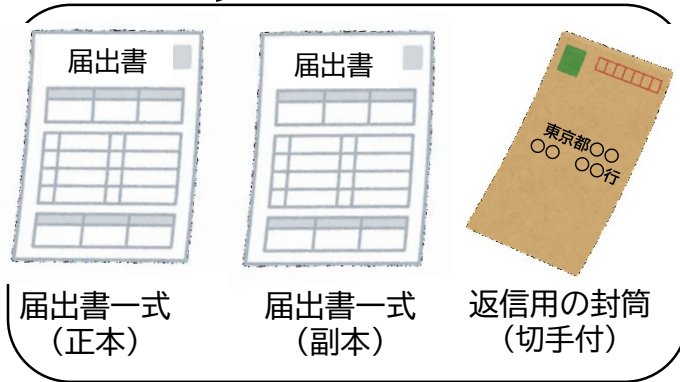 届出書
届出書
東京都〇〇
〇〇　〇〇行
届出書一式
（正本）
届出書一式
（副本）
返信用の封筒
（切手付）